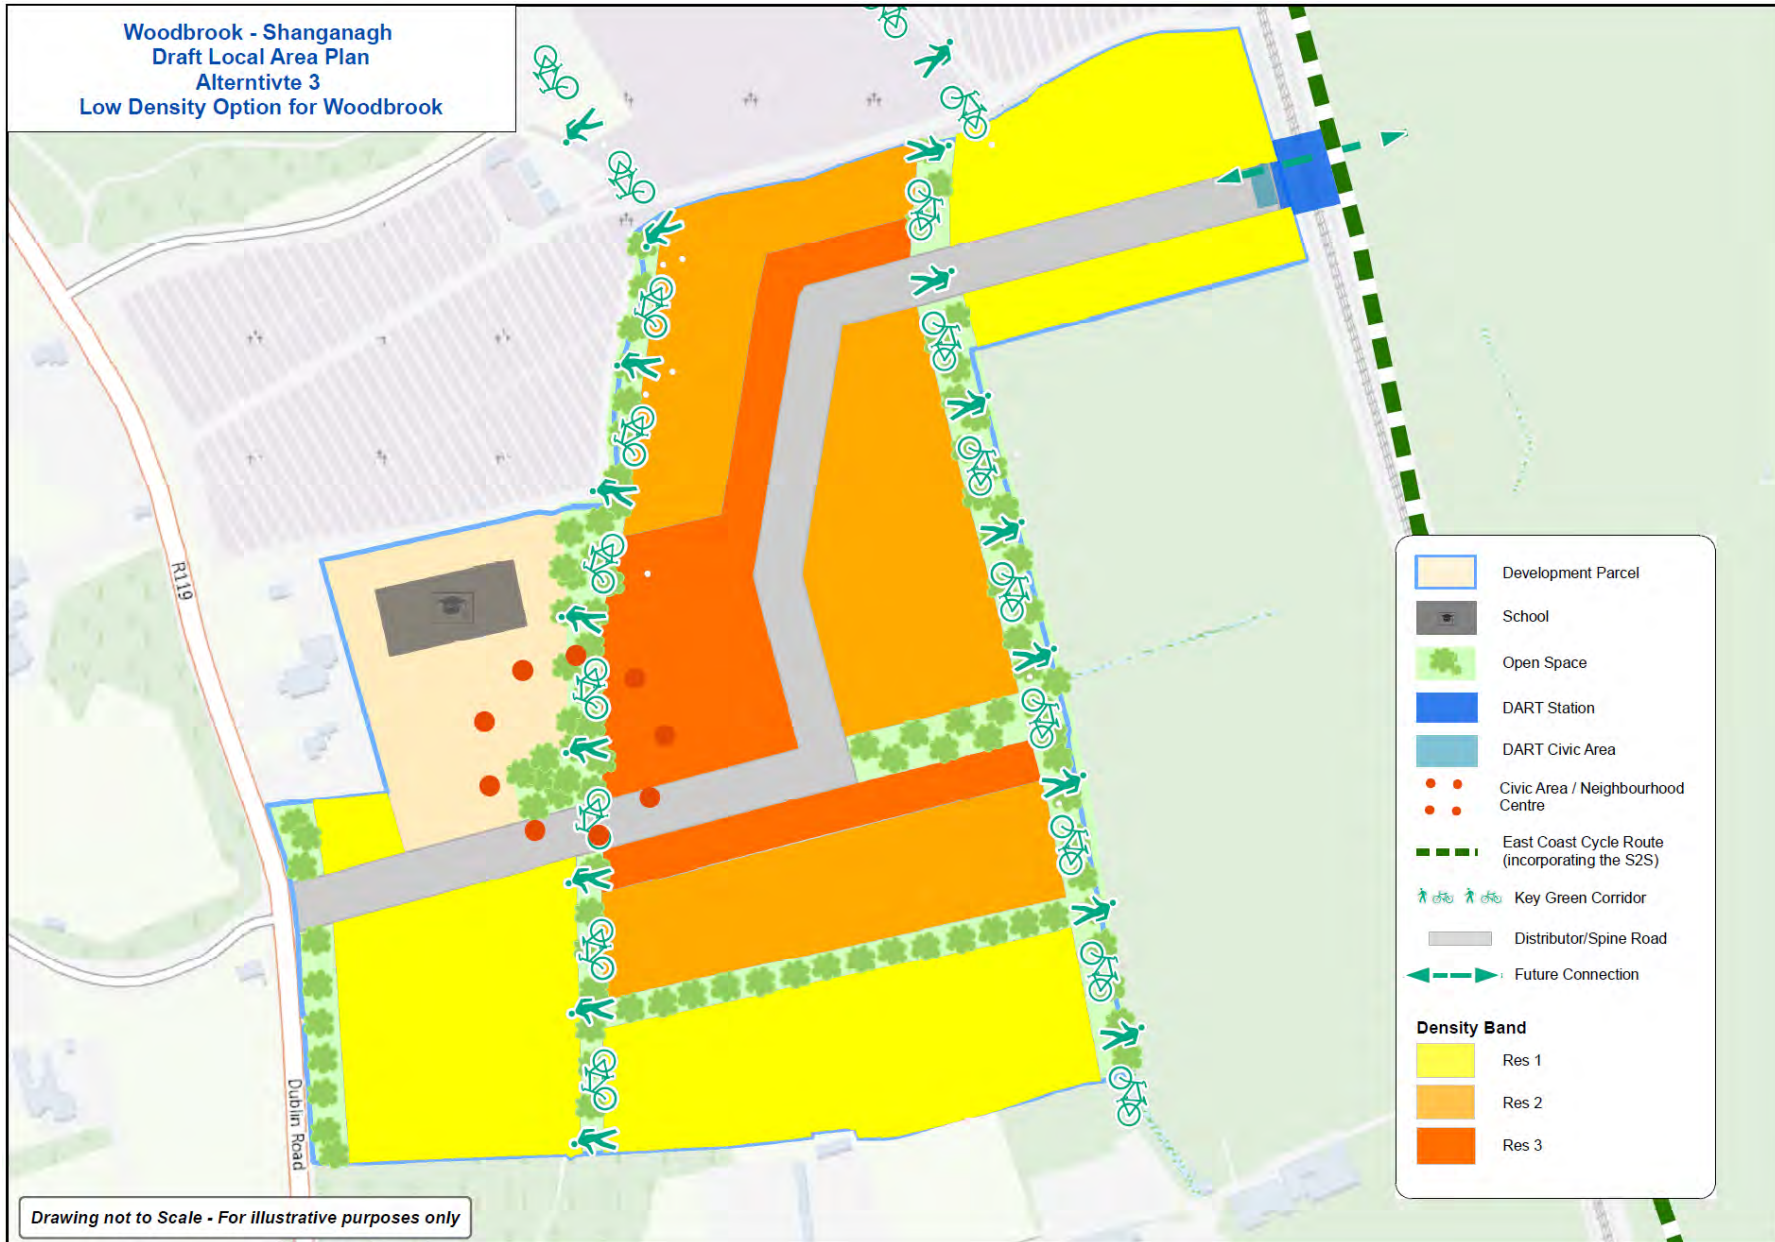 Woodbrook - Shanganagh
Draft Local Area Plan
Alterntivte 3
Low Density Option for Woodbrook
R119
Dublin Road
Development Parcel
School
Open Space
DART Station
DART Civic Area
Civic Area / Neighbourhood
Centre
East Coast Cycle Route
(incorporating the S2S)
Key Green Corridor
Distributor/Spine Road
Future Connection
Density Band
Res 1
Res 2
Res 3
Drawing not to Scale - For illustrative purposes only